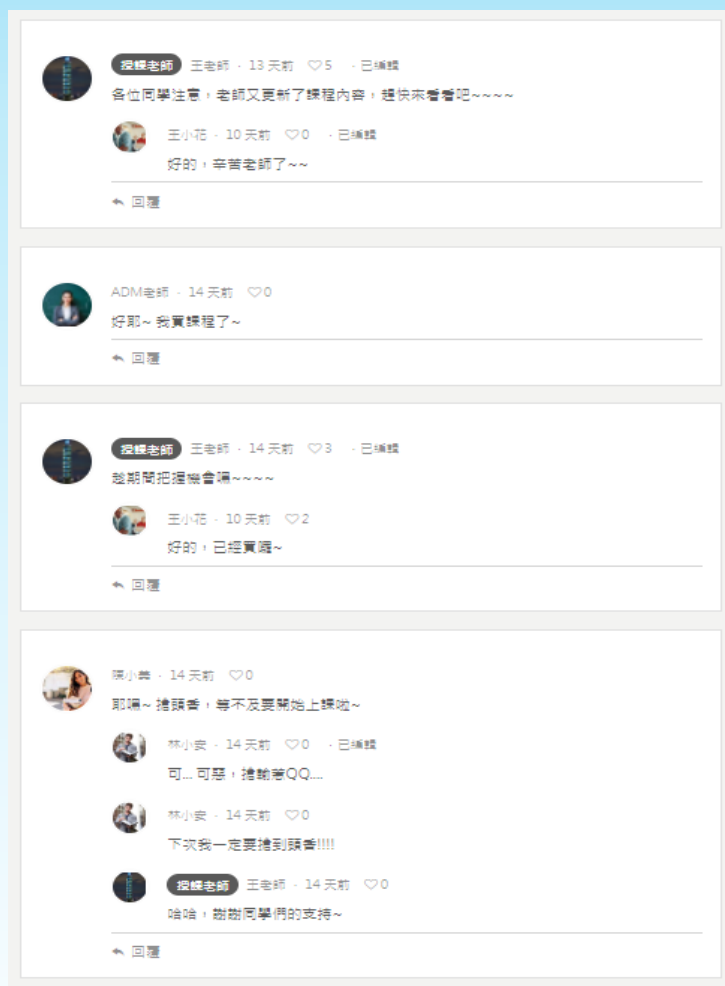 授課老師 王老師 · 13 天前 ♡5 · 已編輯
各位同學注意，老師又更新了課程內容，趕快來看看吧~~~~
王小花 · 10 天前 ♡0 · 已編輯
好的，辛苦老師了~~
回覆
ADM老師 · 14 天前 ♡0
好耶~ 我買課程了~
回覆
授課老師 王老師 · 14 天前 ♡3 · 已編輯
趁期間把握機會喔~~~~
王小花 · 10 天前 ♡2
好的，已經買囉~
回覆
陳小美 · 14 天前 ♡0
耶嘿~ 搶頭香，等不及要開始上課啦~
林小安 · 14 天前 ♡0 · 已編輯
可... 可惡，搶輸惹QQ....
林小安 · 14 天前 ♡0
下次我一定要搶到頭香!!!!
授課老師 王老師 · 14 天前 ♡0
哈哈，謝謝同學們的支持~
回覆